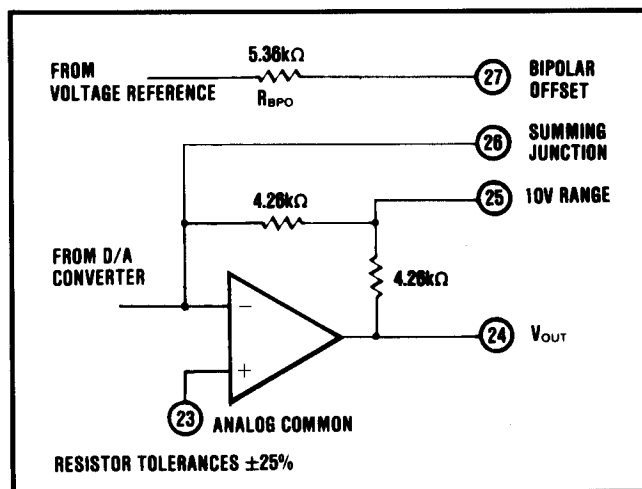 5.36kΩ
FROM
VOLTAGE REFERENCE
RBPO
27
BIPOLAR
OFFSET
26
SUMMING
JUNCTION
4.26kΩ
25
10V RANGE
FROM D/A
CONVERTER
4.26kΩ
−
+
24
VOUT
23
ANALOG COMMON
RESISTOR TOLERANCES ±25%